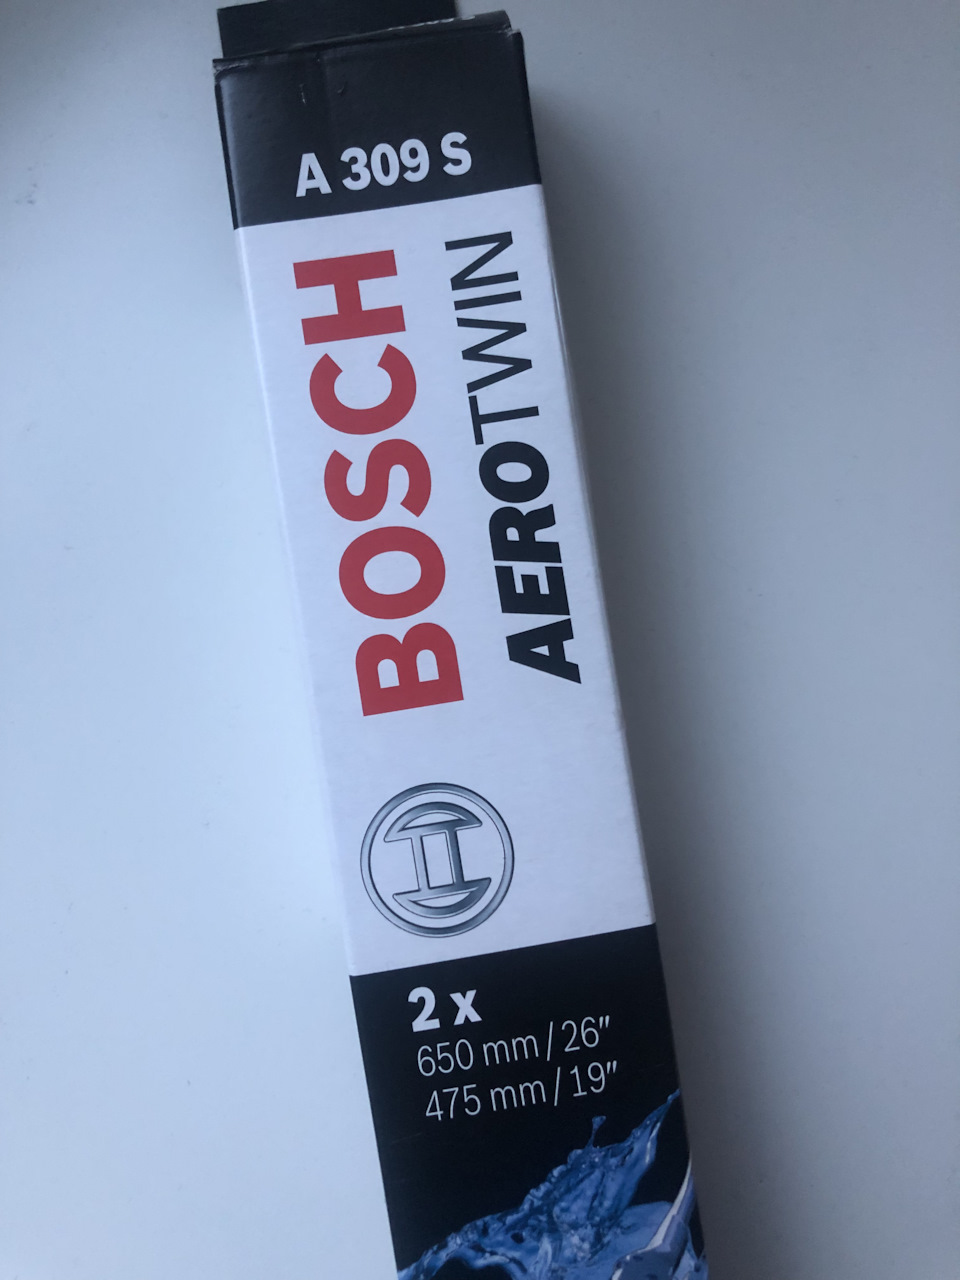 A 309 S
BOSCH
AEROTWIN
2 x
650 mm / 26"
475 mm / 19"